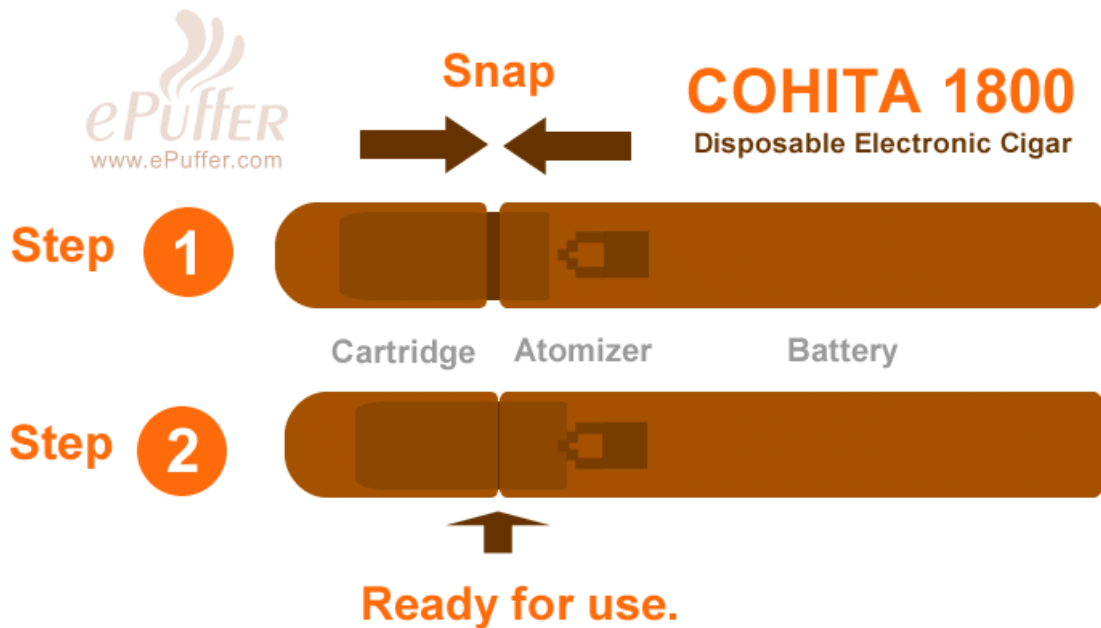 ePuffer
www.ePuffer.com
Snap
COHITA 1800
Disposable Electronic Cigar
Step 1
Cartridge Atomizer Battery
Step 2
Ready for use.